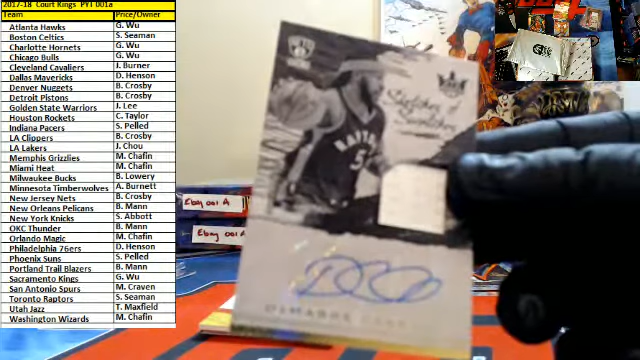 2017-18 Court Kings PYT 001a
Team Price/Owner
Atlanta Hawks G. Wu
Boston Celtics S. Seaman
Charlotte Hornets G. Wu
Chicago Bulls G. Wu
Cleveland Cavaliers J. Burner
Dallas Mavericks D. Henson
Denver Nuggets B. Crosby
Detroit Pistons B. Crosby
Golden State Warriors J. Lee
Houston Rockets C. Taylor
Indiana Pacers S. Pelled
LA Clippers B. Crosby
LA Lakers J. Chou
Memphis Grizzlies M. Chafin
Miami Heat M. Chafin
Milwaukee Bucks B. Lowery
Minnesota Timberwolves A. Burnett
New Jersey Nets B. Crosby
New Orleans Pelicans B. Mann
New York Knicks S. Abbott
OKC Thunder B. Mann
Orlando Magic M. Chafin
Philadelphia 76ers D. Henson
Phoenix Suns S. Pelled
Portland Trail Blazers B. Mann
Sacramento Kings G. Wu
San Antonio Spurs M. Craven
Toronto Raptors S. Seaman
Utah Jazz T. Maxfield
Washington Wizards M. Chafin
Sketches
Swatches
Ebay 001 A
Ebay 001 A